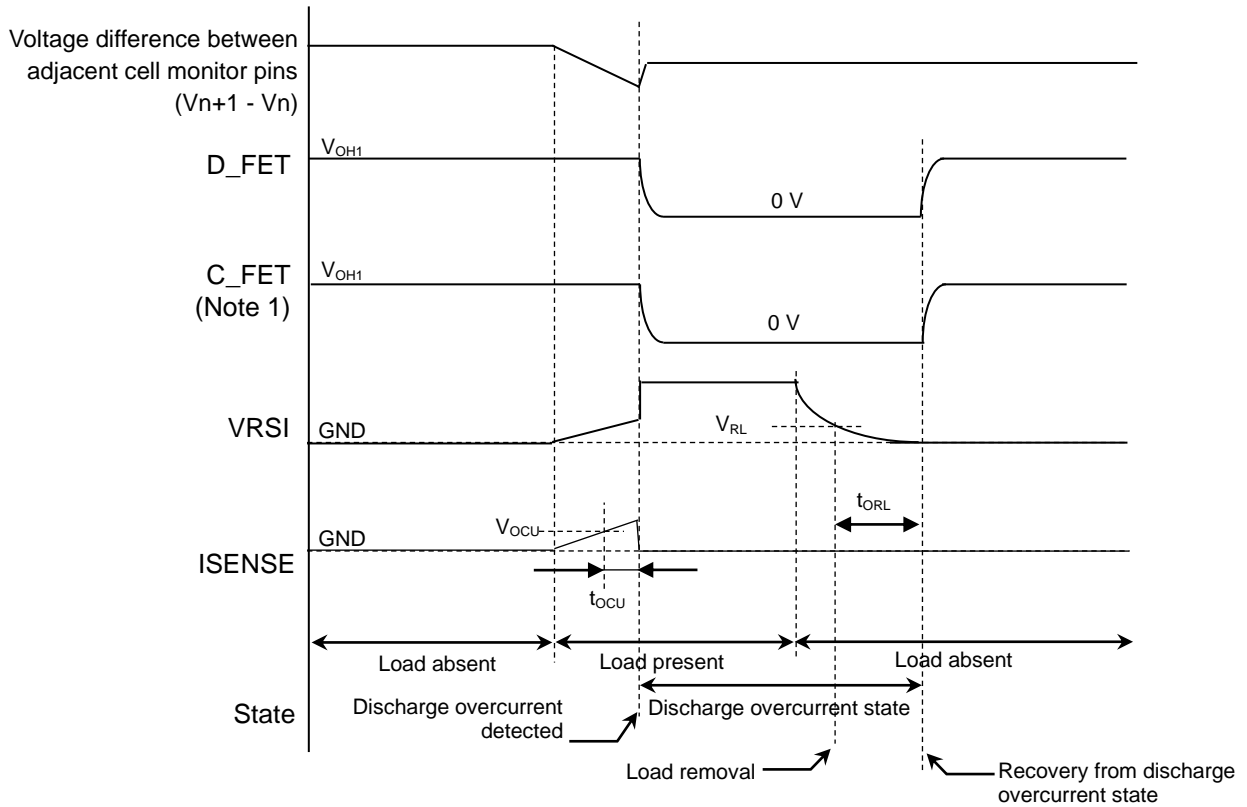 Voltage difference between
adjacent cell monitor pins
(Vn+1 - Vn)
VOH1
D_FET
0 V
VOH1
C_FET
(Note 1)
0 V
VRSI
GND
VRL
tORL
VOCU
GND
ISENSE
tOCU
Load absent
Load present
Load absent
State
Discharge overcurrent
detected
Discharge overcurrent state
Load removal
Recovery from discharge
overcurrent state